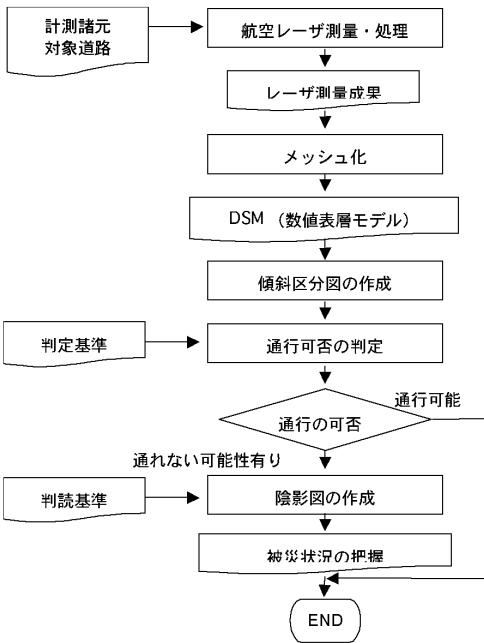 計測諸元
対象道路
航空レーザ測量・処理
レーザ測量成果
メッシュ化
DSM （数値表層モデル）
傾斜区分図の作成
判定基準
通行可否の判定
通行可能
通行の可否
通れない可能性有り
判読基準
陰影図の作成
被災状況の把握
END